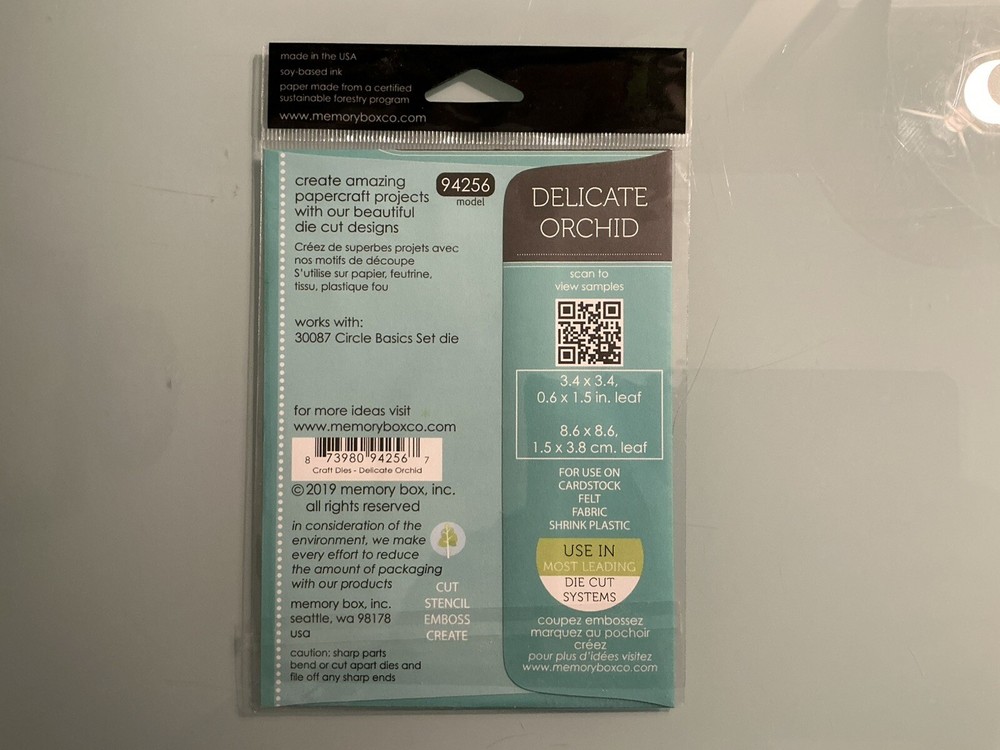 made in the USA
soy-based ink
paper made from a certified
sustainable forestry program
www.memoryboxco.com
create amazing
papercraft projects
with our beautiful
die cut designs
94256
model
Créez de superbes projets avec
nos motifs de découpe
S'utilise sur papier, feutrine,
tissu, plastique fou
works with:
30087 Circle Basics Set die
for more ideas visit
www.memoryboxco.com
8 73980 94256 7
Craft Dies - Delicate Orchid
©2019 memory box, inc.
all rights reserved
in consideration of the
environment, we make
every effort to reduce
the amount of packaging
with our products
memory box, inc.
seattle, wa 98178
usa
caution: sharp parts
bend or cut apart dies and
file off any sharp ends
CUT
STENCIL
EMBOSS
CREATE
DELICATE
ORCHID
scan to
view samples
3.4 x 3.4,
0.6 x 1.5 in. leaf
8.6 x 8.6,
1.5 x 3.8 cm. leaf
FOR USE ON
CARDSTOCK
FELT
FABRIC
SHRINK PLASTIC
USE IN
MOST LEADING
DIE CUT
SYSTEMS
coupez embossez
marquez au pochoir
créez
pour plus d'idées visitez
www.memoryboxco.com